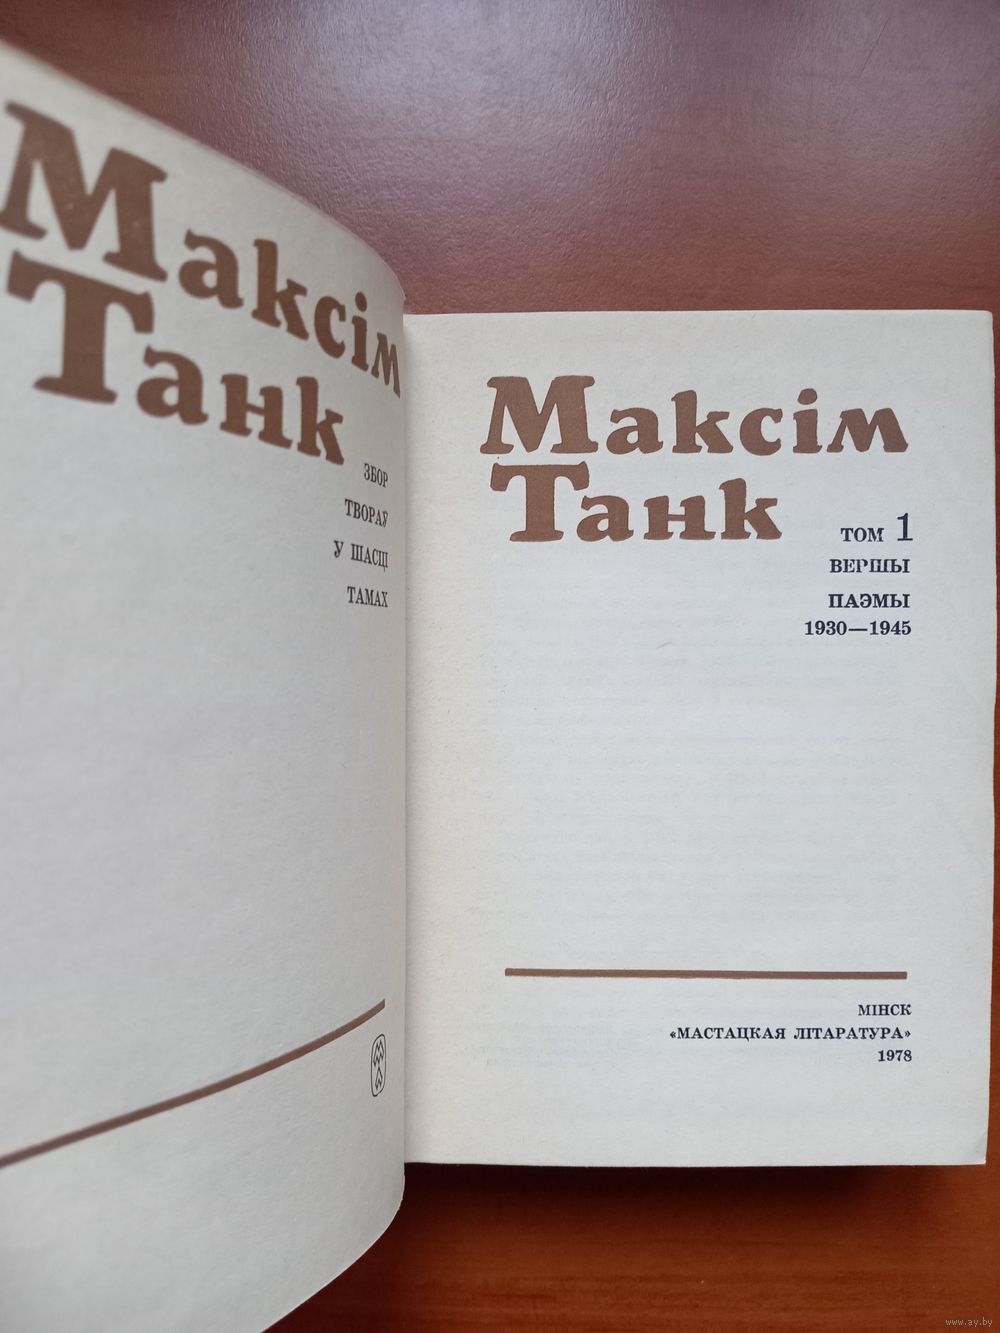 Максім
Танк
ЗБОР
ТВОРАЎ
У ШАСЦІ
ТАМАХ
Максім
Танк
ТОМ 1
ВЕРШЫ
ПАЭМЫ
1930—1945
МІНСК
«МАСТАЦКАЯ ЛІТАРАТУРА»
1978
www.ay.by